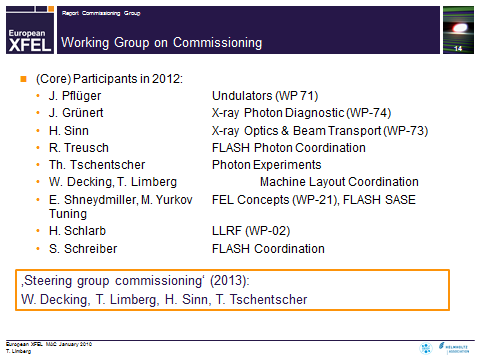 Report Commissioning Group
European
XFEL
Working Group on Commissioning
14
(Core) Participants in 2012:
• J. Pflüger Undulators (WP 71)
• J. Grünert X-ray Photon Diagnostic (WP-74)
• H. Sinn X-ray Optics & Beam Transport (WP-73)
• R. Treusch FLASH Photon Coordination
• Th. Tschentscher Photon Experiments
• W. Decking, T. Limberg Machine Layout Coordination
• E. Shneydmiller, M. Yurkov FEL Concepts (WP-21), FLASH SASE
Tuning
• H. Schlarb LLRF (WP-02)
• S. Schreiber FLASH Coordination
‚Steering group commissioning‘ (2013):
W. Decking, T. Limberg, H. Sinn, T. Tschentscher
European XFEL MAC January 2010
T. Limberg
HELMHOLTZ
ASSOCIATION